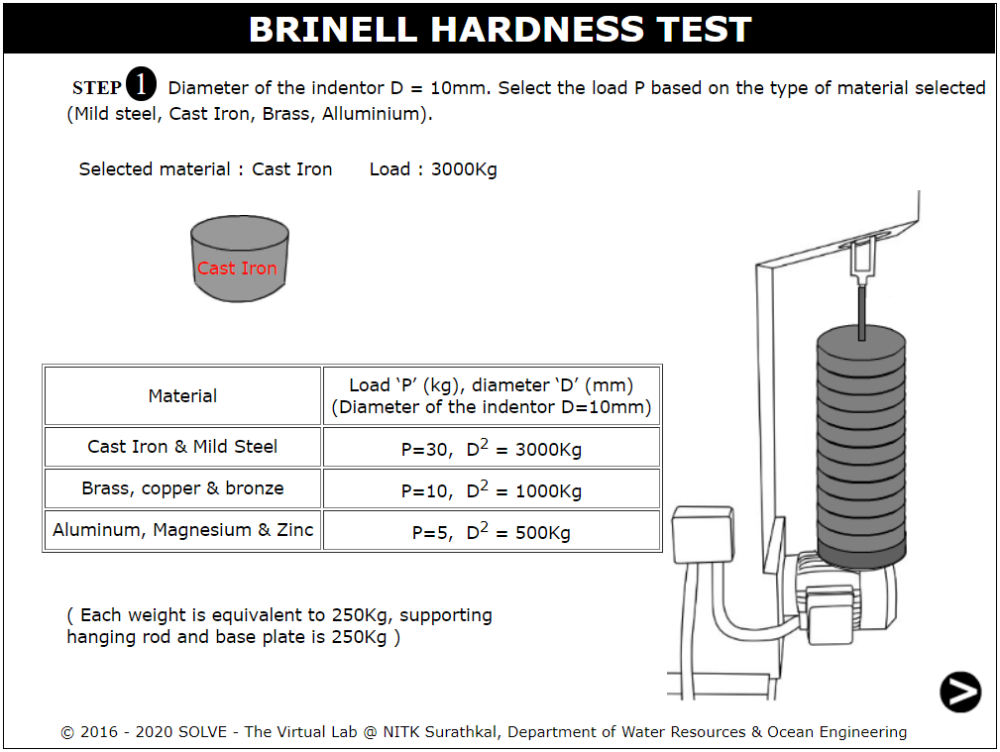 BRINELL HARDNESS TEST
STEP 1 Diameter of the indentor D = 10mm. Select the load P based on the type of material selected
(Mild steel, Cast Iron, Brass, Alluminium).
Selected material : Cast Iron Load : 3000Kg
Cast Iron
Material
Load ‘P’ (kg), diameter ‘D’ (mm)
(Diameter of the indentor D=10mm)
Cast Iron & Mild Steel
P=30, D² = 3000Kg
Brass, copper & bronze
P=10, D² = 1000Kg
Aluminum, Magnesium & Zinc
P=5, D² = 500Kg
( Each weight is equivalent to 250Kg, supporting
hanging rod and base plate is 250Kg )
© 2016 - 2020 SOLVE - The Virtual Lab @ NITK Surathkal, Department of Water Resources & Ocean Engineering